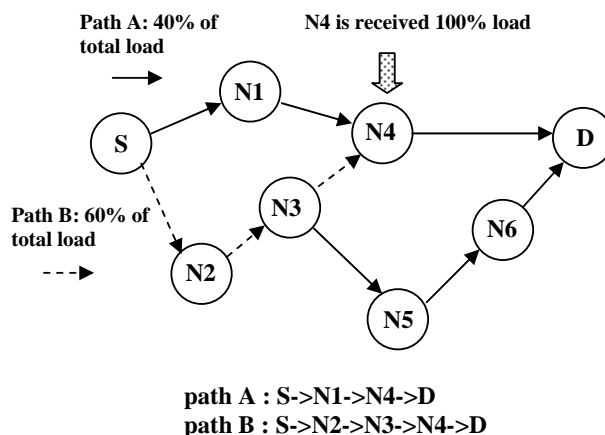 Path A: 40% of
total load
N4 is received 100% load
N1
N4
S
D
N3
Path B: 60% of
total load
N6
N2
N5
path A : S->N1->N4->D
path B : S->N2->N3->N4->D